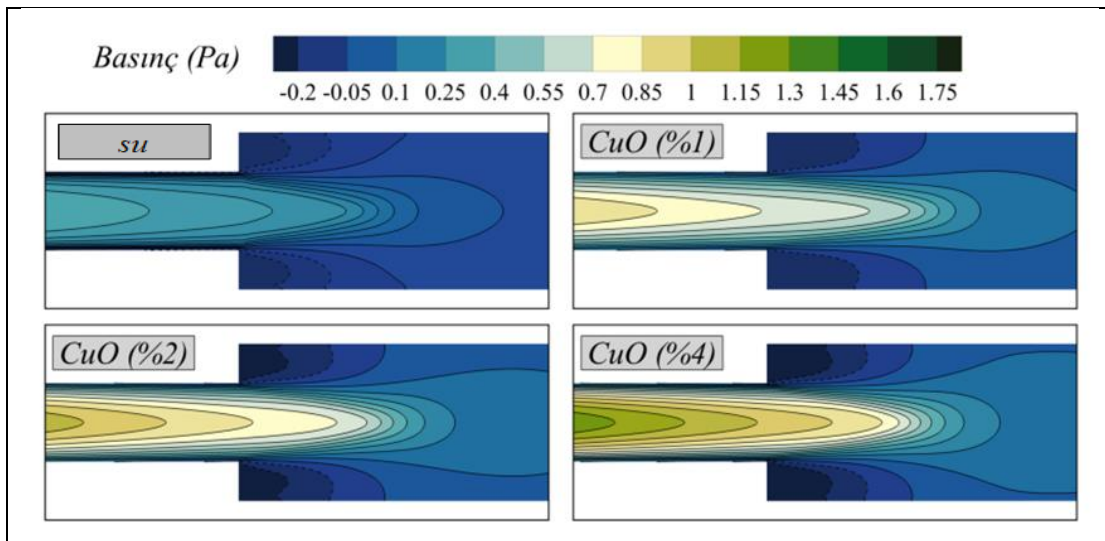 Basınç (Pa)
-0.2 -0.05 0.1 0.25 0.4 0.55 0.7 0.85 1 1.15 1.3 1.45 1.6 1.75
su
CuO (%1)
CuO (%2)
CuO (%4)